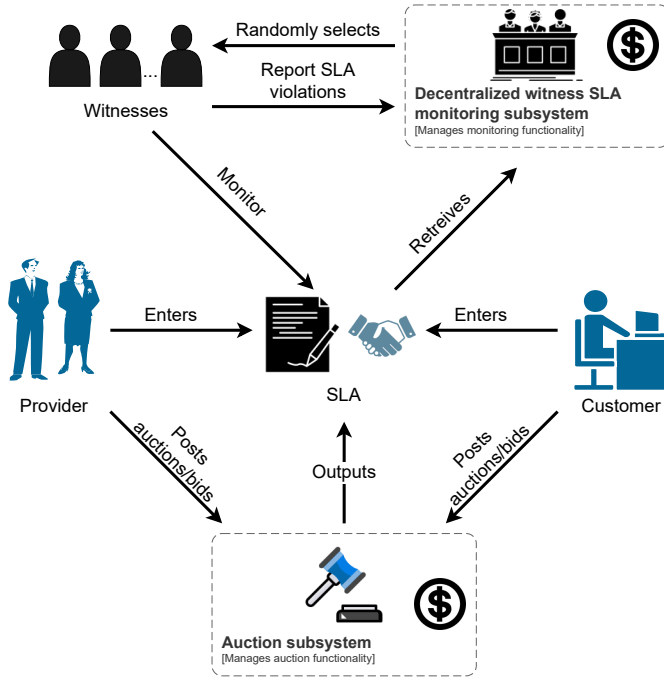 Randomly selects
...
Report SLA
violations
Witnesses
$
Decentralized witness SLA
monitoring subsystem
[Manages monitoring functionality]
Monitor
Retreives
Enters
Enters
Provider
SLA
Customer
Posts
auctions/bids
Outputs
Posts
auctions/bids
$
Auction subsystem
[Manages auction functionality]